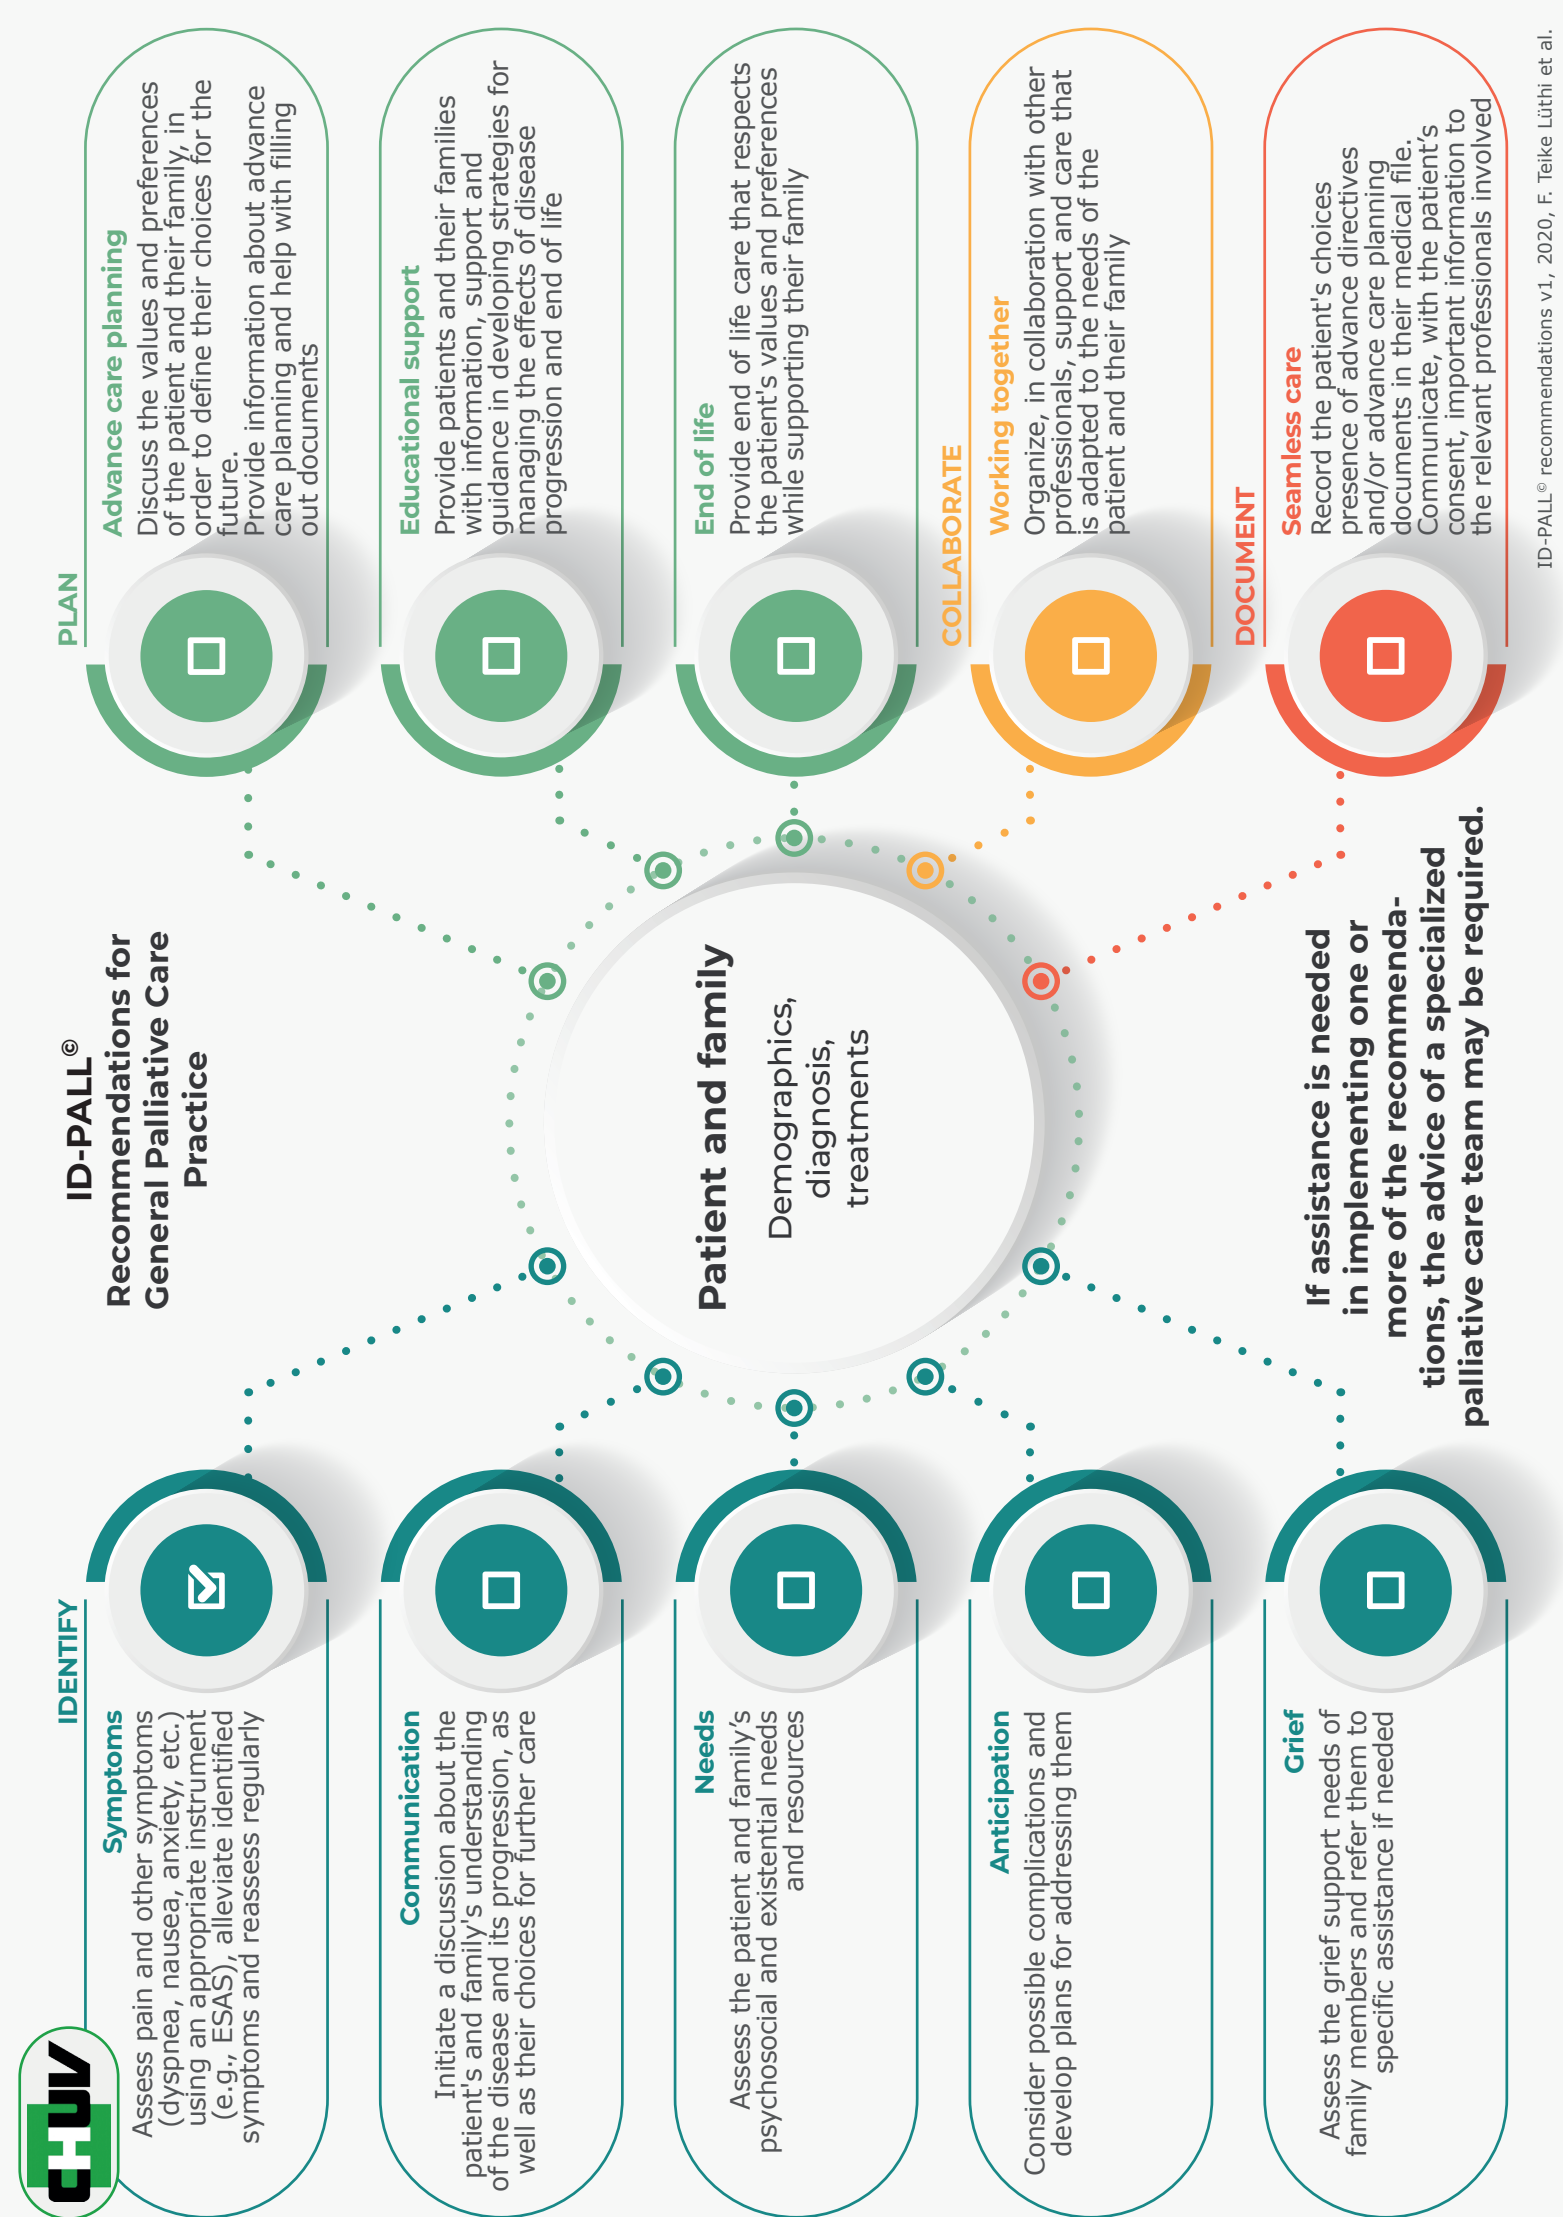 CHUV
ID-PALL©
Recommendations for
General Palliative Care
Practice
IDENTIFY
Symptoms
Assess pain and other symptoms
(dyspnea, nausea, anxiety, etc.)
using an appropriate instrument
(e.g., ESAS), alleviate identified
symptoms and reassess regularly
Communication
Initiate a discussion about the
patient's and family's understanding
of the disease and its progression, as
well as their choices for further care
Needs
Assess the patient and family’s
psychosocial and existential needs
and resources
Anticipation
Consider possible complications and
develop plans for addressing them
Grief
Assess the grief support needs of
family members and refer them to
specific assistance if needed
Patient and family
Demographics,
diagnosis,
treatments
PLAN
Advance care planning
Discuss the values and preferences
of the patient and their family, in
order to define their choices for the
future.
Provide information about advance
care planning and help with filling
out documents
Educational support
Provide patients and their families
with information, support and
guidance in developing strategies for
managing the effects of disease
progression and end of life
End of life
Provide end of life care that respects
the patient's values and preferences
while supporting their family
COLLABORATE
Working together
Organize, in collaboration with other
professionals, support and care that
is adapted to the needs of the
patient and their family
DOCUMENT
Seamless care
Record the patient's choices
presence of advance directives
and/or advance care planning
documents in their medical file.
Communicate, with the patient’s
consent, important information to
the relevant professionals involved
If assistance is needed
in implementing one or
more of the recommenda-
tions, the advice of a specialized
palliative care team may be required.
ID-PALL© recommendations v1, 2020, F. Teike Lüthi et al.